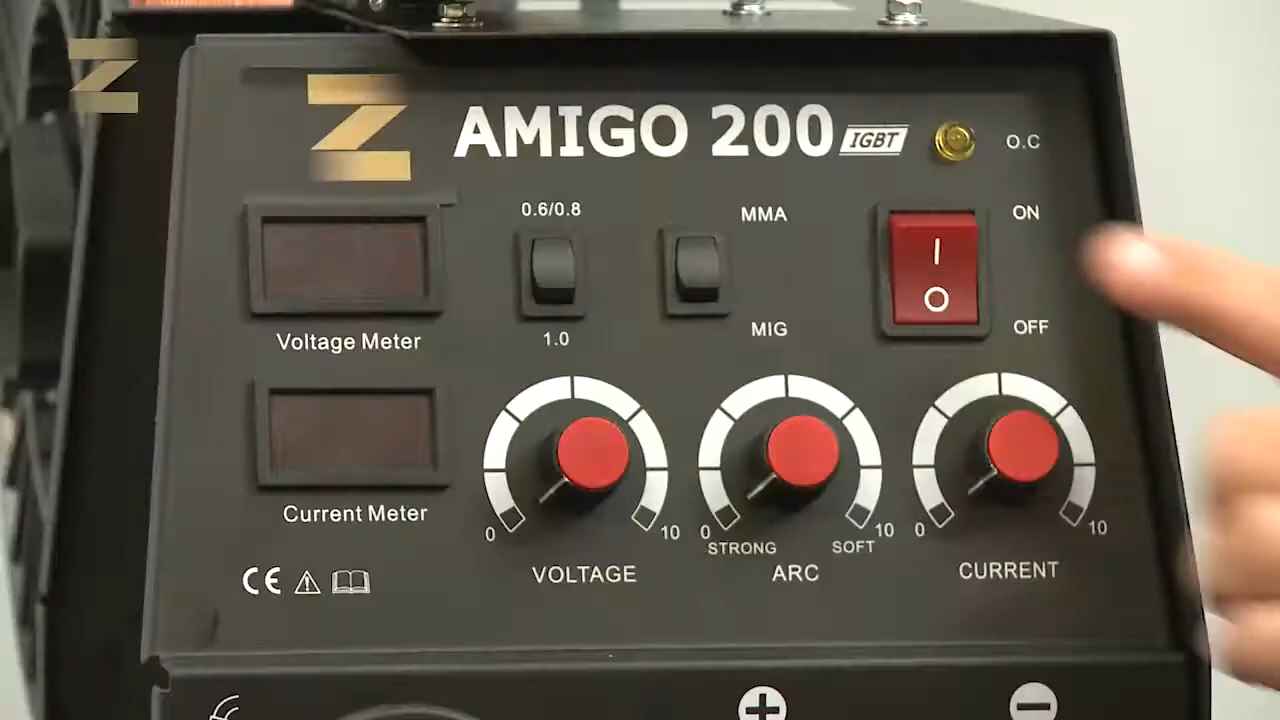 Z AMIGO 200 IGBT
O.C
0.6/0.8
MMA
ON
I
O
Voltage Meter
1.0
MIG
OFF
Current Meter
0
10
VOLTAGE
0
10
STRONG
SOFT
ARC
0
10
CURRENT
CE
+
−